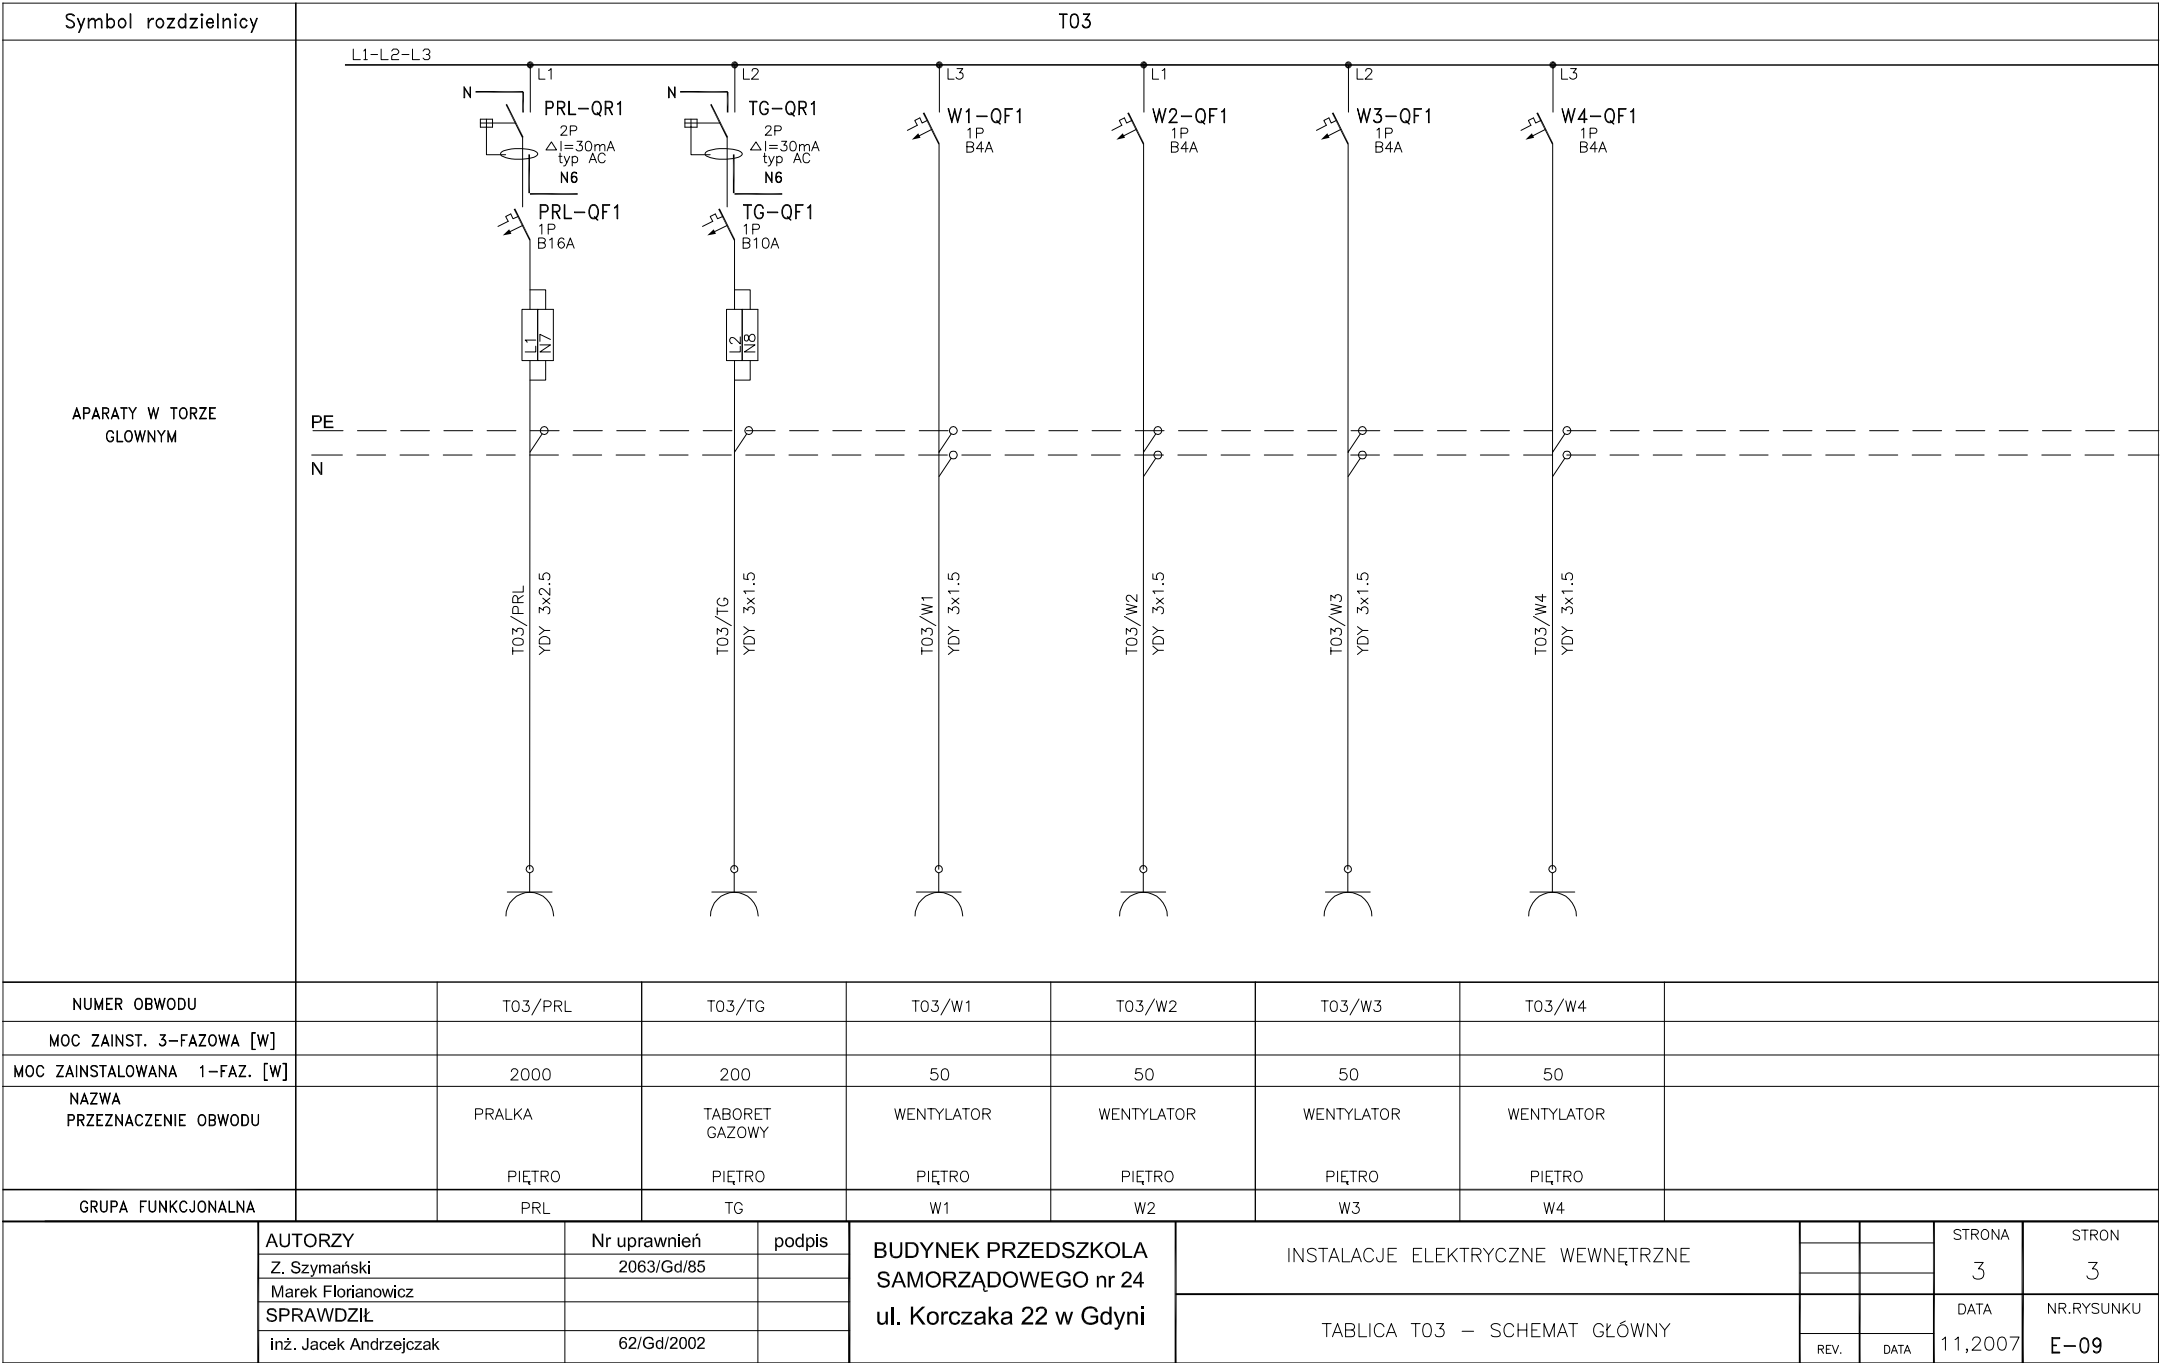 Symbol rozdzielnicy
T03
L1-L2-L3
L1
L2
L3
L1
L2
L3
N
PRL-QR1
2P
△I=30mA
typ AC
N6
PRL-QF1
1P
B16A
L1
N7
N
TG-QR1
2P
△I=30mA
typ AC
N6
TG-QF1
1P
B10A
L2
N8
W1-QF1
1P
B4A
W2-QF1
1P
B4A
W3-QF1
1P
B4A
W4-QF1
1P
B4A
APARATY W TORZE
GLOWNYM
PE
N
T03/PRL
YDY 3x2.5
T03/TG
YDY 3x1.5
T03/W1
YDY 3x1.5
T03/W2
YDY 3x1.5
T03/W3
YDY 3x1.5
T03/W4
YDY 3x1.5
NUMER OBWODU
T03/PRL
T03/TG
T03/W1
T03/W2
T03/W3
T03/W4
MOC ZAINST. 3-FAZOWA [W]
MOC ZAINSTALOWANA 1-FAZ. [W]
2000
200
50
50
50
50
NAZWA
PRZEZNACZENIE OBWODU
PRALKA
PIĘTRO
TABORET
GAZOWY
PIĘTRO
WENTYLATOR
PIĘTRO
WENTYLATOR
PIĘTRO
WENTYLATOR
PIĘTRO
WENTYLATOR
PIĘTRO
GRUPA FUNKCJONALNA
PRL
TG
W1
W2
W3
W4
AUTORZY
Nr uprawnień
podpis
Z. Szymański
2063/Gd/85
Marek Florianowicz
SPRAWDZIŁ
inż. Jacek Andrzejczak
62/Gd/2002
BUDYNEK PRZEDSZKOLA
SAMORZĄDOWEGO nr 24
ul. Korczaka 22 w Gdyni
INSTALACJE ELEKTRYCZNE WEWNĘTRZNE
TABLICA T03 - SCHEMAT GŁÓWNY
REV.
DATA
STRONA
3
STRON
3
DATA
11,2007
NR.RYSUNKU
E-09